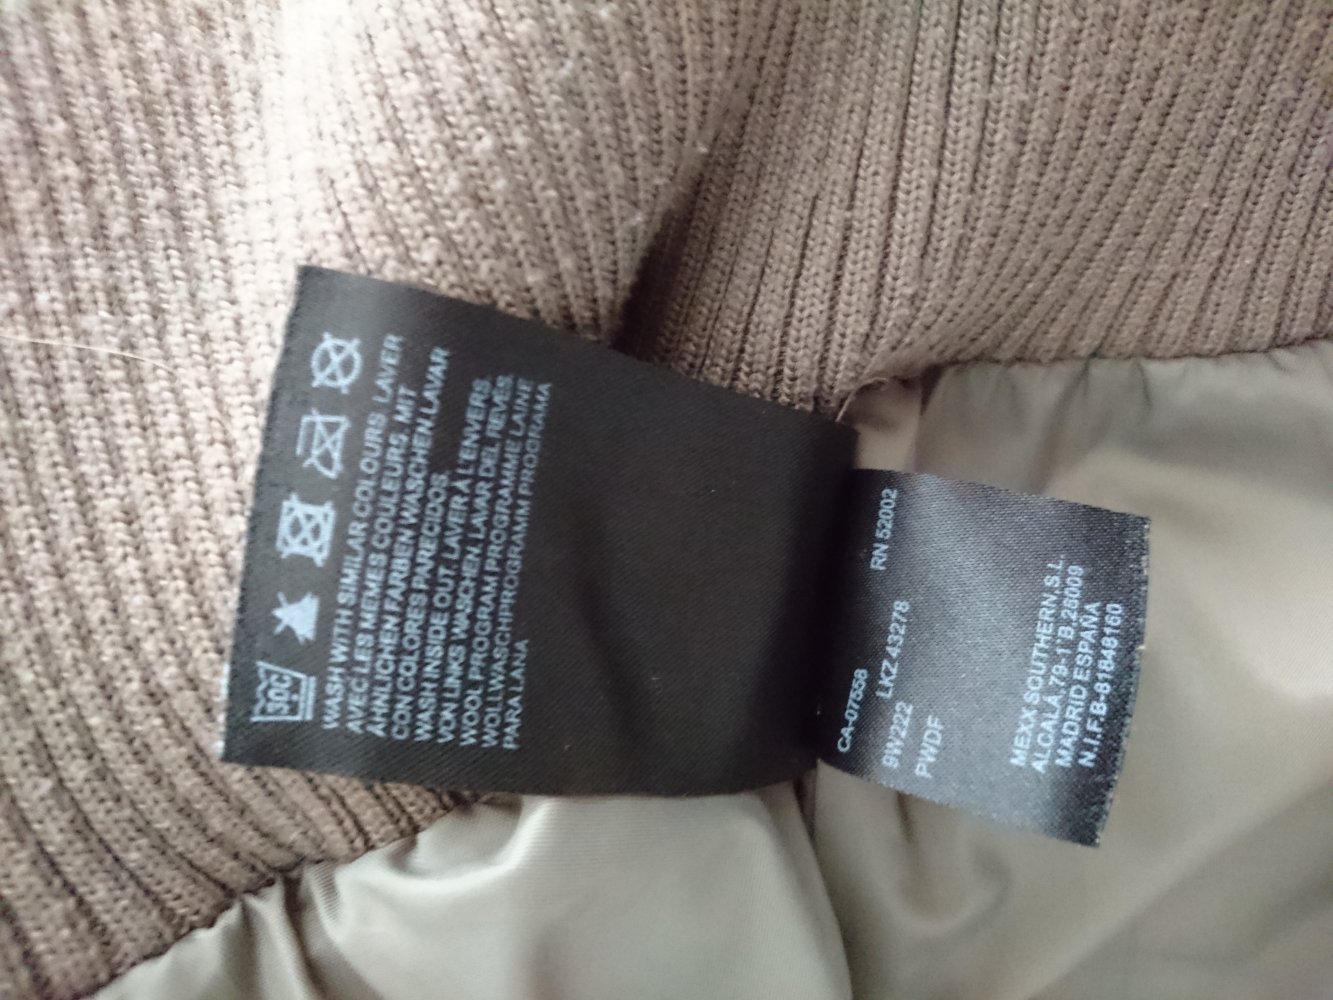 30C
WASH WITH SIMILAR COLOURS. LAVER
AVEC LES MEMES COULEURS. MIT
ÄHNLICHEN FARBEN WASCHEN. LAVAR
CON COLORES PARECIDOS.
WASH INSIDE OUT. LAVER À L'ENVERS.
VON LINKS WASCHEN. LAVAR DEL REVÉS.
WOOL PROGRAM PROGRAMME LAINE
WOLLWASCHPROGRAMM PROGRAMA
PARA LANA
CA-07558 RN 52002
9W222 LKZ 43278
PWDF
MEXX SOUTHERN, S.L.
ALCALÁ, 79-1°B. 28009
MADRID ESPAÑA
N.I.F. B-81848160